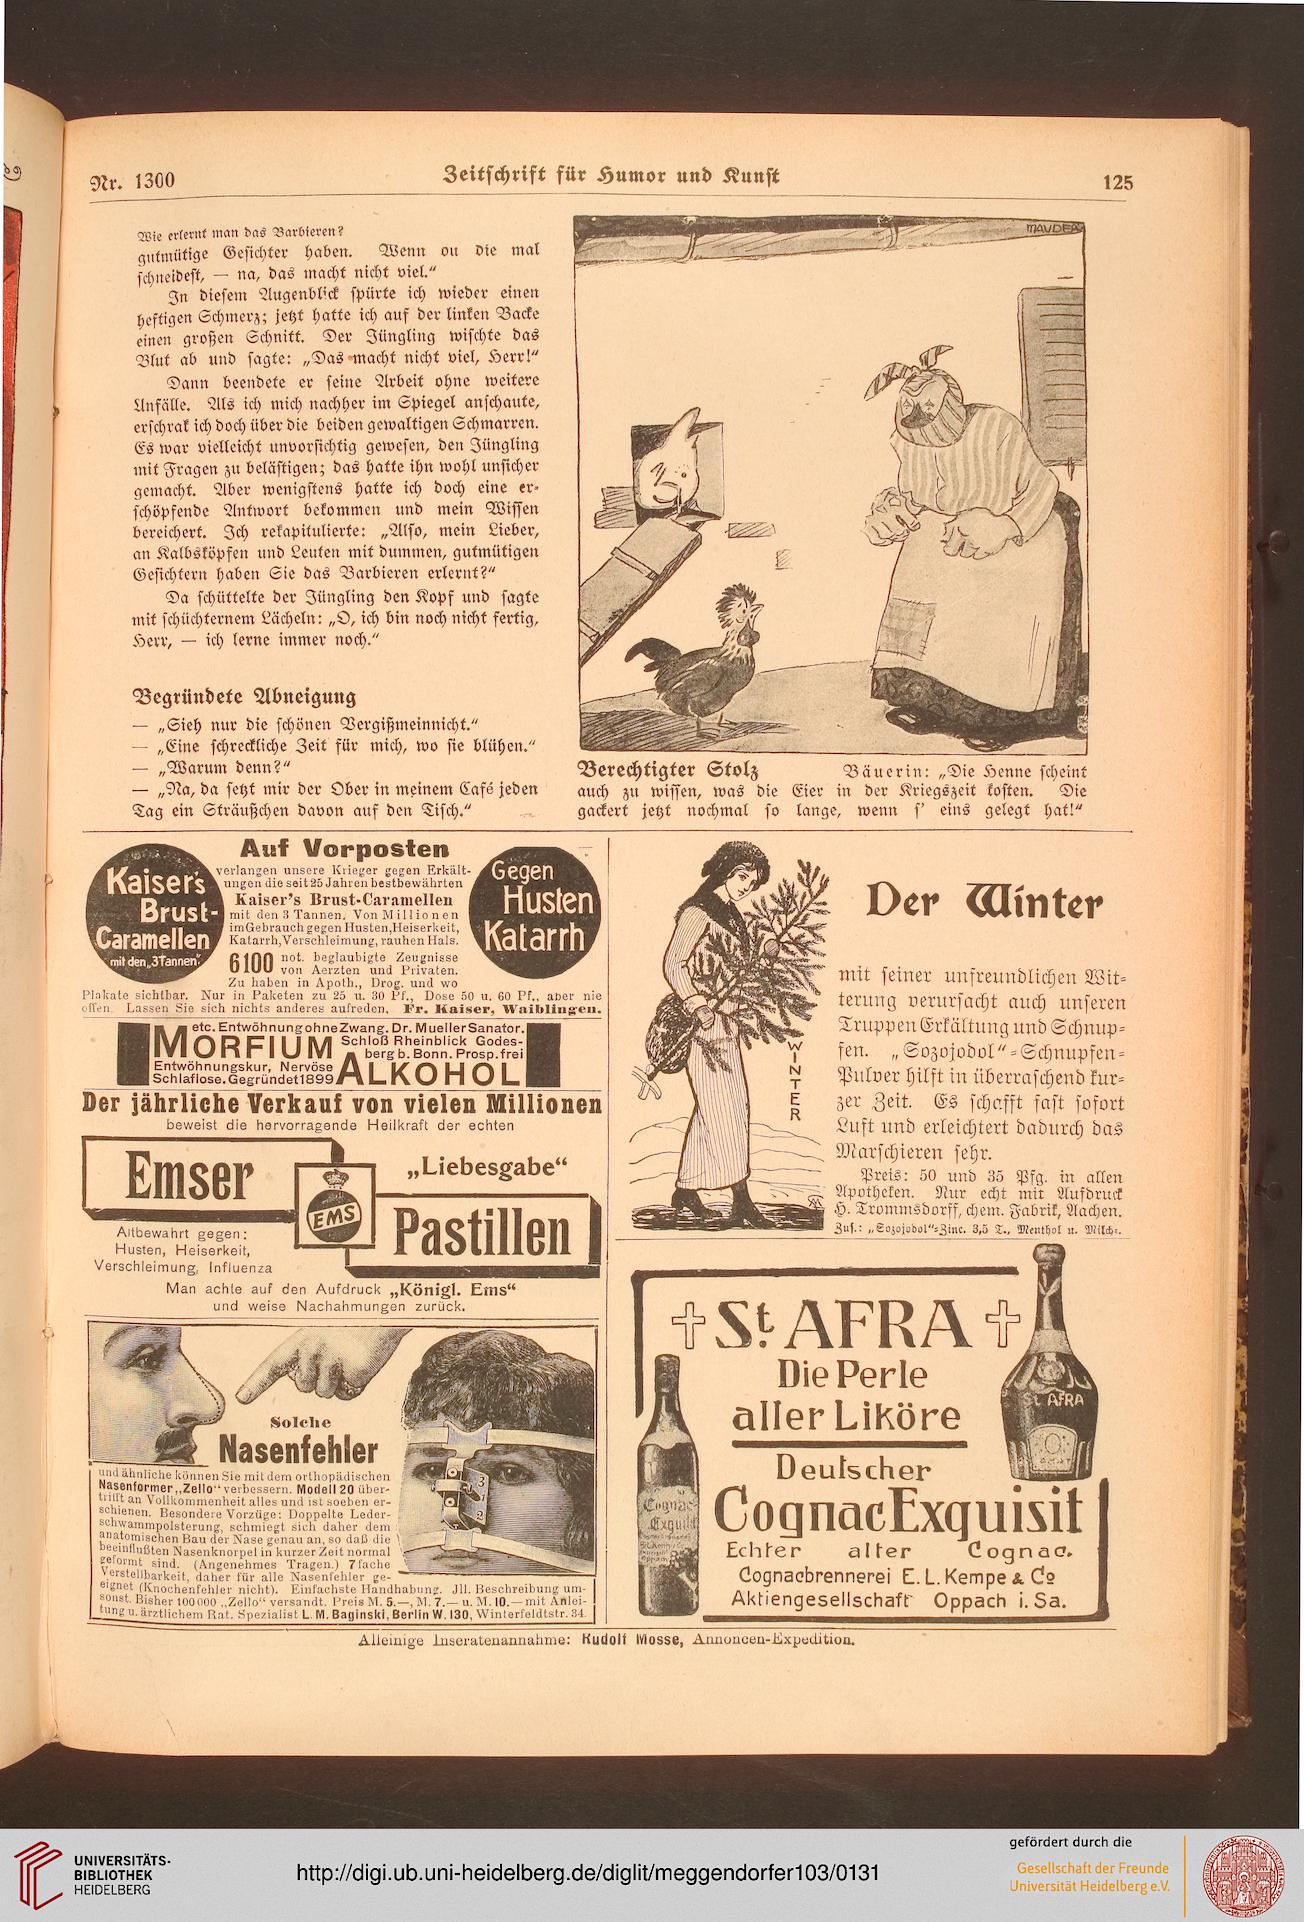 Nr. 1300
Zeitschrift für Humor und Kunst
125
Wie erlernt man das Barbieren?
gutmütige Gesichter haben. Wenn ou die mal
schneidest, — na, das macht nicht viel."
In diesem Augenblick spürte ich wieder einen
heftigen Schmerz; jetzt hatte ich auf der linken Backe
einen großen Schnitt. Der Jüngling wischte das
Blut ab und sagte: „Das macht nicht viel, Herr!"
Dann beendete er seine Arbeit ohne weitere
Unfälle. Als ich mich nachher im Spiegel anschaute,
erschrak ich doch über die beiden gewaltigen Schmarren.
Es war vielleicht unvorsichtig gewesen, den Jüngling
mit Fragen zu belästigen; das hatte ihn wohl unsicher
gemacht. Aber wenigstens hatte ich doch eine er-
schöpfende Antwort bekommen und mein Wissen
bereichert. Ich rekapitulierte: „Also, mein Lieber,
an Kalbsköpfen und Leuten mit dummen, gutmütigen
Gesichtern haben Sie das Barbieren erlernt?"
Da schüttelte der Jüngling den Kopf und sagte
mit schüchternem Lächeln: „O, ich bin noch nicht fertig,
Herr, — ich lerne immer noch."
Begründete Abneigung
— „Sieh nur die schönen Vergißmeinnicht."
— „Eine schreckliche Zeit für mich, wo sie blühen."
— „Warum denn?"
— „Na, da setzt mir der Ober in meinem Café jeden
Tag ein Sträußchen davon auf den Tisch."
MAUDEA
Berechtigter Stolz Bäuerin: „Die Henne scheint
auch zu wissen, was die Eier in der Kriegszeit kosten. Die
gackert jetzt nochmal so lange, wenn s' eins gelegt hat!"
Auf Vorposten
Kaiser's
Brust-
Caramellen
mit den „3Tannen"
verlangen unsere Krieger gegen Erkält-
ungen die seit 25 Jahren bestbewährten
Kaiser's Brust-Caramellen
mit den 3 Tannen. Von Millionen
im Gebrauch gegen Husten, Heiserkeit,
Katarrh, Verschleimung, rauhen Hals.
6100 not. beglaubigte Zeugnisse
von Aerzten und Privaten.
Zu haben in Apoth., Drog. und wo
Plakate sichtbar. Nur in Paketen zu 25 u. 30 Pf., Dose 50 u. 60 Pf., aber nie
offen. Lassen Sie sich nichts anderes aufreden. Fr. Kaiser, Waiblingen.
Gegen
Husten
Katarrh
etc. Entwöhnung ohne Zwang. Dr. Mueller Sanator.
MORFIUM Schloß Rheinblick Godes-
berg b. Bonn. Prosp. frei
Entwöhnungskur, Nervöse
Schlaflose. Gegründet 1899 ALKOHOL
Der jährliche Verkauf von vielen Millionen
beweist die hervorragende Heilkraft der echten
Emser
„Liebesgabe"
EMS
Pastillen
Altbewährt gegen:
Husten, Heiserkeit,
Verschleimung, Influenza
Man achte auf den Aufdruck „Königl. Ems"
und weise Nachahmungen zurück.
Solche
Nasenfehler
und ähnliche können Sie mit dem orthopädischen
Nasenformer „Zello" verbessern. Modell 20 über-
trifft an Vollkommenheit alles und ist soeben er-
schienen. Besondere Vorzüge: Doppelte Leder-
schwammpolsterung, schmiegt sich daher dem
anatomischen Bau der Nase genau an, so daß die
beeinflußten Nasenknorpel in kurzer Zeit normal
geformt sind. (Angenehmes Tragen.) 7fache
Verstellbarkeit, daher für alle Nasenfehler ge-
eignet (Knochenfehler nicht). Einfachste Handhabung. Jll. Beschreibung um-
sonst. Bisher 100 000 „Zello" versandt. Preis M. 5.—, M. 7.— u. M. 10.— mit Anlei-
tung u. ärztlichem Rat. Spezialist L. M. Baginski, Berlin W. 130, Winterfeldtstr. 34.
3
1
2
WINTER
Der Winter
mit seiner unfreundlichen Wit-
terung verursacht auch unseren
Truppen Erkältung und Schnup-
fen. „Sozojodol"-Schnupfen-
Pulver hilft in überraschend kur-
zer Zeit. Es schafft fast sofort
Luft und erleichtert dadurch das
Marschieren sehr.
Preis: 50 und 35 Pfg. in allen
Apotheken. Nur echt mit Aufdruck
H. Trommsdorff, chem. Fabrik, Aachen.
Zus.: „Sozojodol"-Zinc. 3,5 T., Menthol u. Milchz.
St. AFRA
Die Perle
aller Liköre
Deutscher
Cognac Exquisit
Echter alter Cognac.
Cognacbrennerei E. L. Kempe & Co
Aktiengesellschaft Oppach i. Sa.
Cognac
Exquisit
St. AFRA
Alleinige Inseratenannahme: Rudolf Mosse, Annoncen-Expedition.
UNIVERSITÄTS-
BIBLIOTHEK
HEIDELBERG
http://digi.ub.uni-heidelberg.de/diglit/meggendorfer103/0131
gefördert durch die
Gesellschaft der Freunde
Universität Heidelberg e.V.